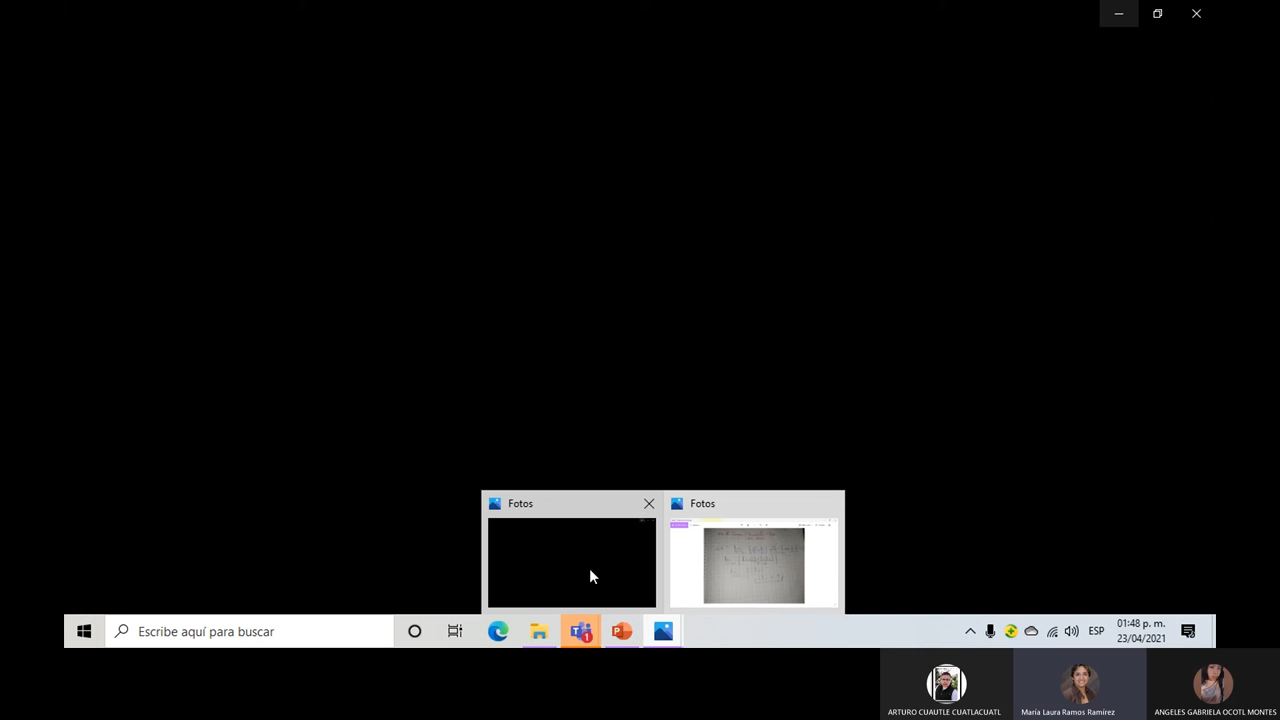 Fotos
Fotos
Escribe aquí para buscar
1
ESP
01:48 p. m.
23/04/2021
ARTURO CUAUTLE CUATLACUATL
María Laura Ramos Ramírez
ANGELES GABRIELA OCOTL MONTES